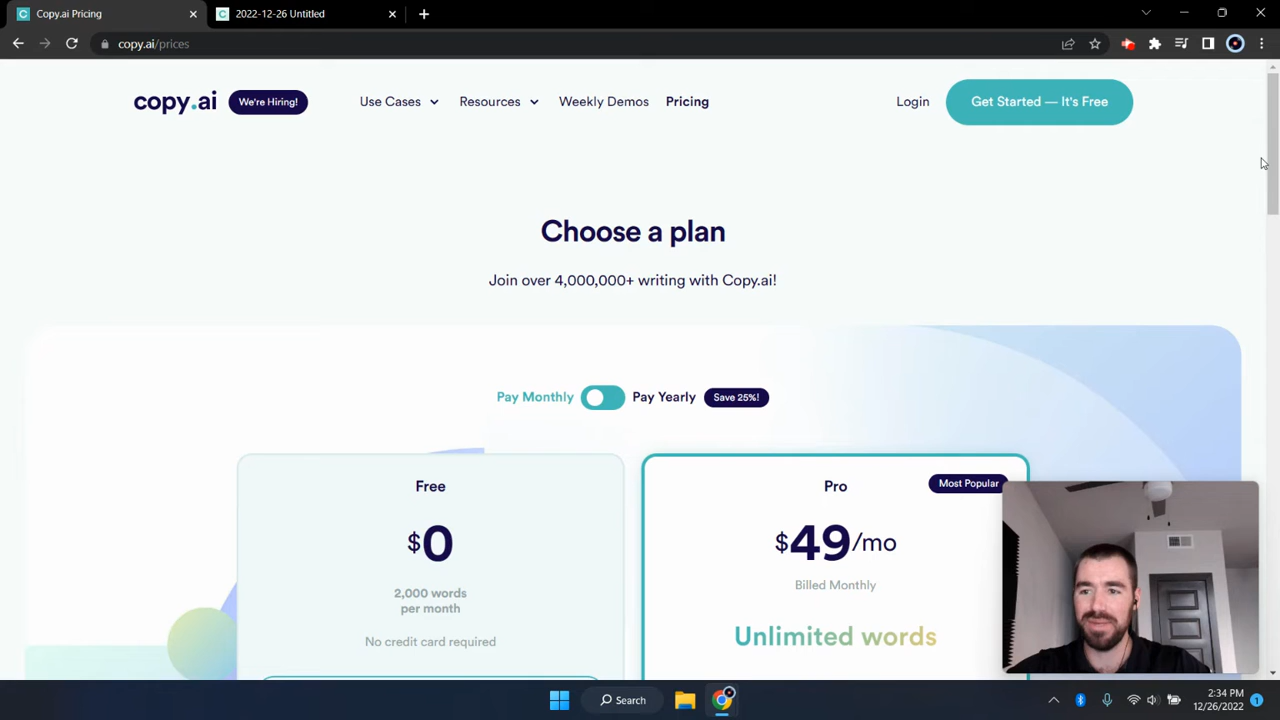 Copy.ai Pricing
2022-12-26 Untitled
copy.ai/prices
copy.ai
We're Hiring!
Use Cases
Resources
Weekly Demos
Pricing
Login
Get Started — It's Free
Choose a plan
Join over 4,000,000+ writing with Copy.ai!
Pay Monthly
Pay Yearly
Save 25%!
Free
$0
2,000 words
per month
No credit card required
Pro
Most Popular
$49/mo
Billed Monthly
Unlimited words
Search
2:34 PM
12/26/2022
1